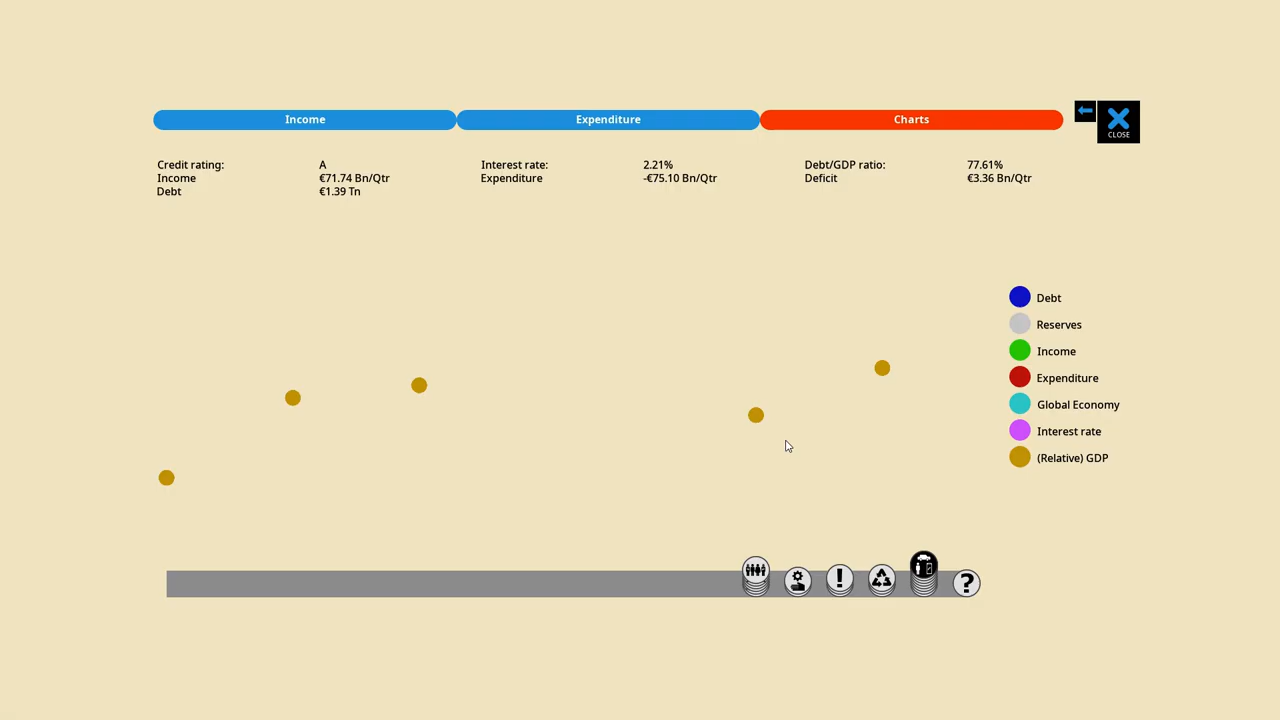 Income Expenditure Charts
CLOSE
Credit rating: A Interest rate: 2.21% Debt/GDP ratio: 77.61%
Income €71.74 Bn/Qtr Expenditure -€75.10 Bn/Qtr Deficit €3.36 Bn/Qtr
Debt €1.39 Tn
Debt
Reserves
Income
Expenditure
Global Economy
Interest rate
(Relative) GDP
! ?